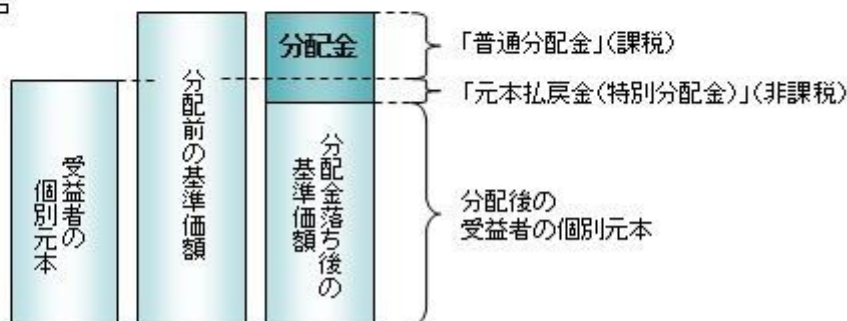 受益者の
個別元本
分配前の基準価額
分配金
分配金落ち後の
基準価額
「普通分配金」(課税)
「元本払戻金(特別分配金)」(非課税)
分配後の
受益者の個別元本